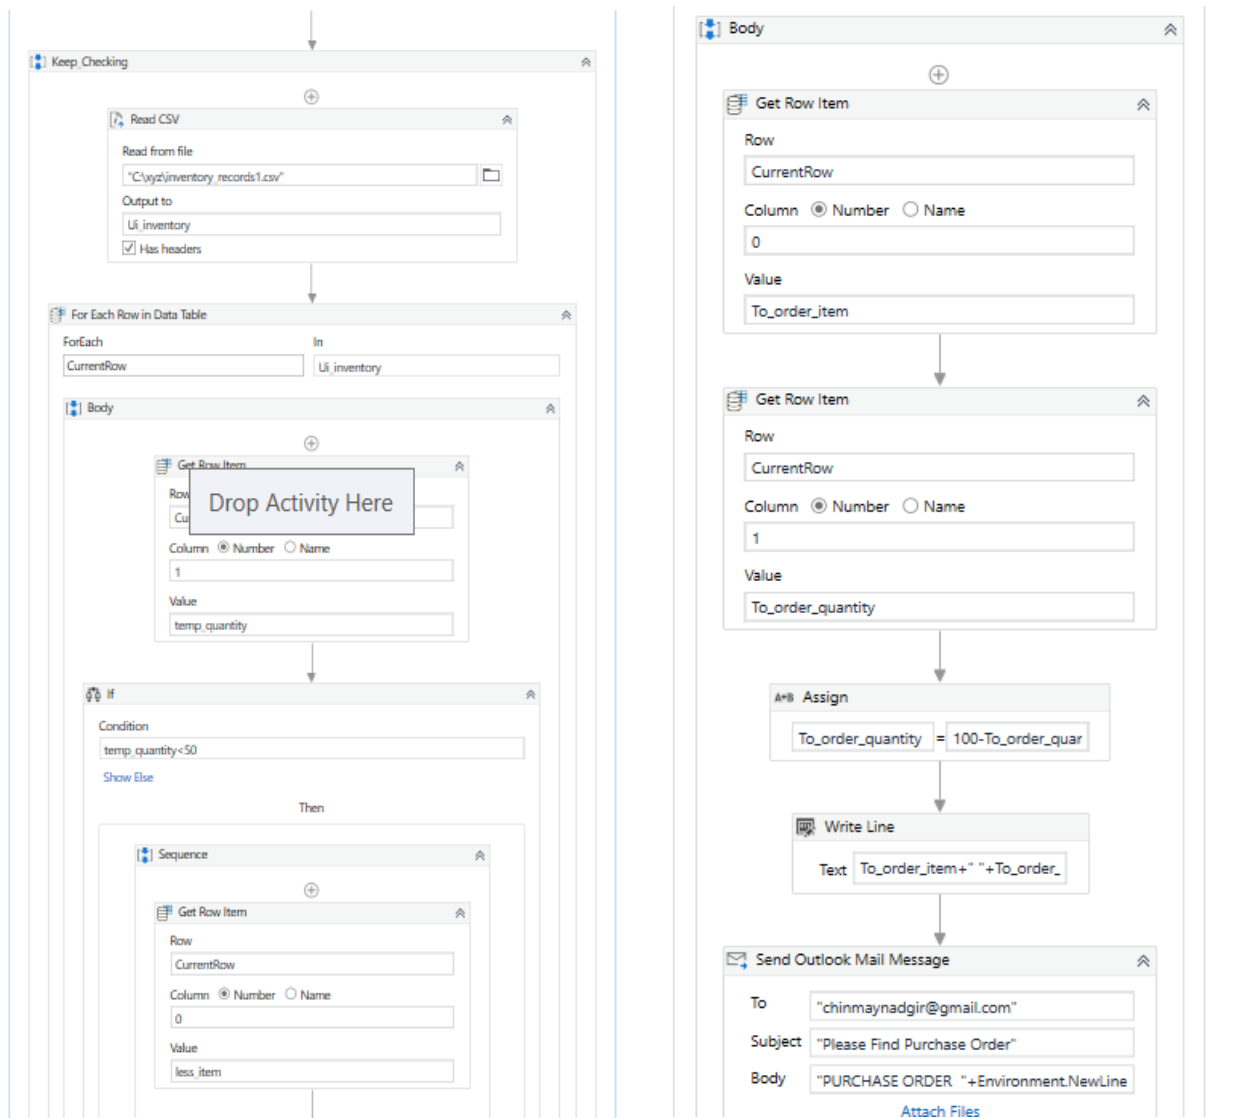 Keep_Checking
Read CSV
Read from file
"C:\xyz\inventory_records1.csv"
Output to
Ui_inventory
Has headers
For Each Row in Data Table
ForEach
In
CurrentRow
Ui_inventory
Body
Get Row Item
Row
Drop Activity Here
Cu
Column Number Name
1
Value
temp_quantity
If
Condition
temp_quantity<50
Show Else
Then
Sequence
Get Row Item
Row
CurrentRow
Column Number Name
0
Value
less_item
Body
Get Row Item
Row
CurrentRow
Column Number Name
0
Value
To_order_item
Get Row Item
Row
CurrentRow
Column Number Name
1
Value
To_order_quantity
A+B Assign
To_order_quantity = 100-To_order_quar
Write Line
Text To_order_item+" "+To_order_
Send Outlook Mail Message
To "chinmaynadgir@gmail.com"
Subject "Please Find Purchase Order"
Body "PURCHASE ORDER "+Environment.NewLine
Attach Files